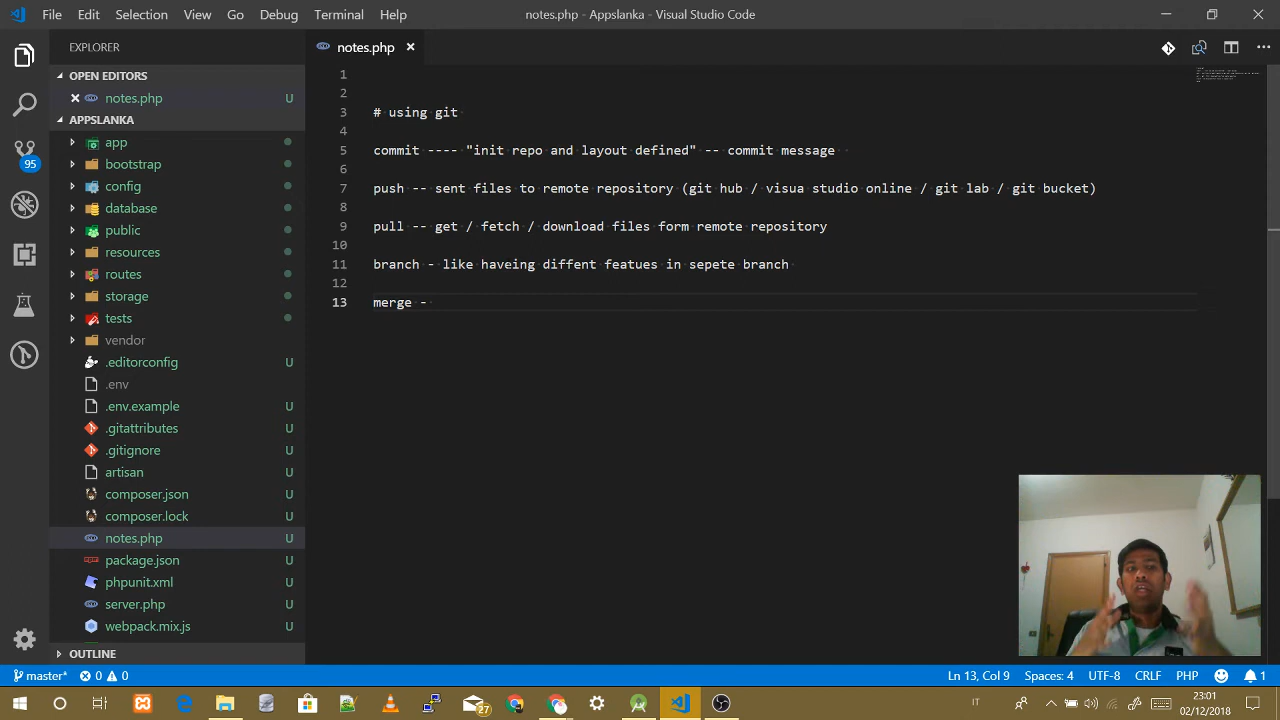 File Edit Selection View Go Debug Terminal Help
notes.php - Appslanka - Visual Studio Code
EXPLORER
OPEN EDITORS
notes.php U
APPSLANKA
app
bootstrap
config
database
public
resources
routes
storage
tests
vendor
.editorconfig U
.env
.env.example U
.gitattributes U
.gitignore U
artisan U
composer.json U
composer.lock U
notes.php U
package.json U
phpunit.xml U
server.php U
webpack.mix.js U
OUTLINE
95
notes.php
1
2
3 # using git
4
5 commit ---- "init repo and layout defined" -- commit message
6
7 push -- sent files to remote repository (git hub / visua studio online / git lab / git bucket)
8
9 pull -- get / fetch / download files form remote repository
10
11 branch - like haveing diffent featues in sepete branch
12
13 merge -
master* 0 0
Ln 13, Col 9 Spaces: 4 UTF-8 CRLF PHP 1
17
IT
23:01
02/12/2018